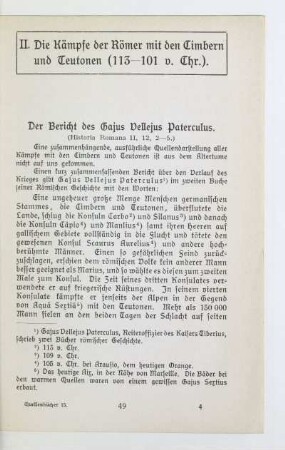 II. Die Kämpfe der Römer mit den Cimbern
und Teutonen (113—101 v. Chr.).
Der Bericht des Gajus Vellejus Paterculus.
(Historia Romana II, 12, 2—5.)
Eine zusammenhängende, ausführliche Quellendarstellung aller
Kämpfe mit den Cimbern und Teutonen ist aus dem Altertume
nicht auf uns gekommen.
Einen kurz zusammenfassenden Bericht über den Verlauf des
Krieges gibt Gajus Vellejus Paterculus¹) im zweiten Buche
seiner Römischen Geschichte mit den Worten:
Eine ungeheuer große Menge Menschen germanischen
Stammes, die Cimbern und Teutonen, überflutete die
Lande, schlug die Konsuln Carbo²) und Silanus³) und danach
die Konsuln Cäpio⁴) und Manlius⁴) samt ihren Heeren auf
gallischem Gebiete vollständig in die Flucht und tötete den
gewesenen Konsul Scaurus Aurelius⁴) und andere hoch-
berühmte Männer. Einen so gefährlichen Feind zurück-
zuschlagen, erschien dem römischen Volke kein anderer Mann
besser geeignet als Marius, und so wählte es diesen zum zweiten
Male zum Konsul. Die Zeit seines dritten Konsulates verwen-
dete er auf kriegerische Rüstungen. In seinem vierten
Konsulate kämpfte er jenseits der Alpen in der Gegend
von Aquä Sextiä⁵) mit den Teutonen. Mehr als 150 000
Mann fielen an den beiden Tagen der Schlacht auf seiten
¹) Gajus Vellejus Paterculus, Reiteroffizier des Kaisers Tiberius,
schrieb zwei Bücher römischer Geschichte.
²) 113 v. Chr.
³) 109 v. Chr.
⁴) 105 v. Chr. bei Arausio, dem heutigen Orange.
⁵) Das heutige Aix, in der Nähe von Marseille. Die Bäder bei
den warmen Quellen waren von einem gewissen Gajus Sextius
erbaut.
Quellenbücher 13. 49 4